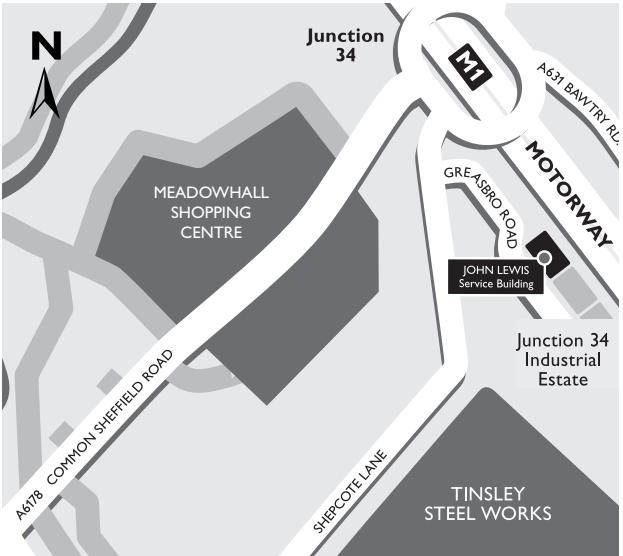 N
Junction
34
M1
A631 BAWTRY RD.
MOTORWAY
GREASBRO ROAD
MEADOWHALL
SHOPPING
CENTRE
JOHN LEWIS
Service Building
Junction 34
Industrial
Estate
A6178 COMMON SHEFFIELD ROAD
SHEPCOTE LANE
TINSLEY
STEEL WORKS